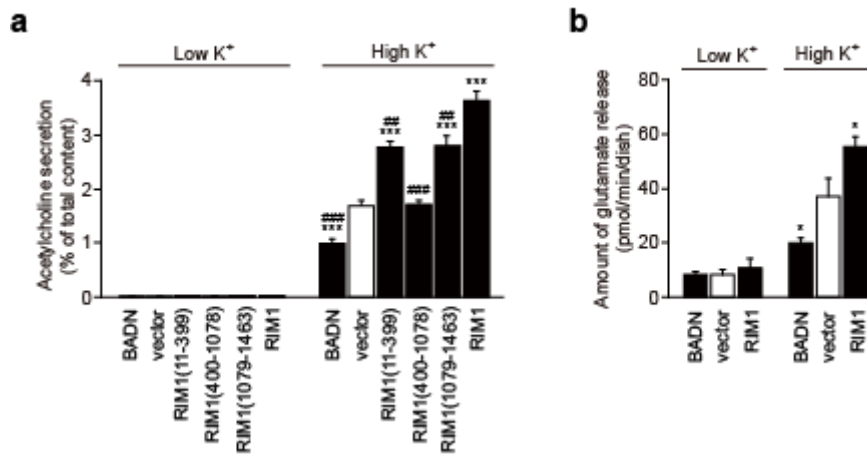 a
Low K+
High K+
Acetylcholine secretion
(% of total content)
4
3
2
1
0
###
***
##
***
###
##
***
***
BADN
vector
RIM1(11-399)
RIM1(400-1078)
RIM1(1079-1463)
RIM1
BADN
vector
RIM1(11-399)
RIM1(400-1078)
RIM1(1079-1463)
RIM1
b
Low K+
High K+
Amount of glutamate release
(pmol/min/dish)
80
60
40
20
0
*
*
BADN
vector
RIM1
BADN
vector
RIM1